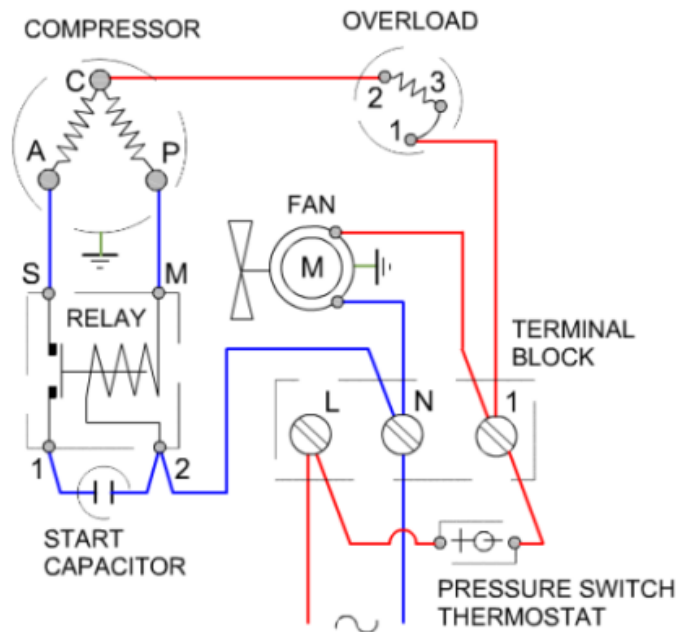 COMPRESSOR
OVERLOAD
C
2
3
1
A
P
FAN
M
S
M
RELAY
TERMINAL
BLOCK
L
N
1
1
2
START
CAPACITOR
PRESSURE SWITCH
THERMOSTAT